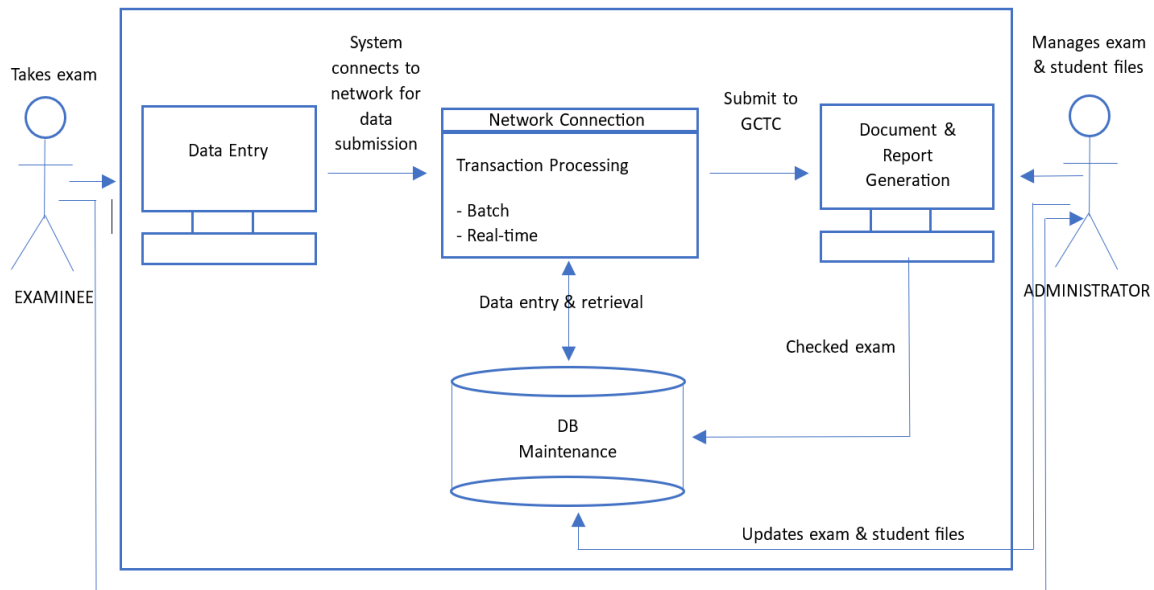 Takes exam
EXAMINEE
Data Entry
System
connects to
network for
data
submission
Network Connection
Transaction Processing
- Batch
- Real-time
Submit to
GCTC
Document &
Report
Generation
Manages exam
& student files
ADMINISTRATOR
Data entry & retrieval
Checked exam
DB
Maintenance
Updates exam & student files